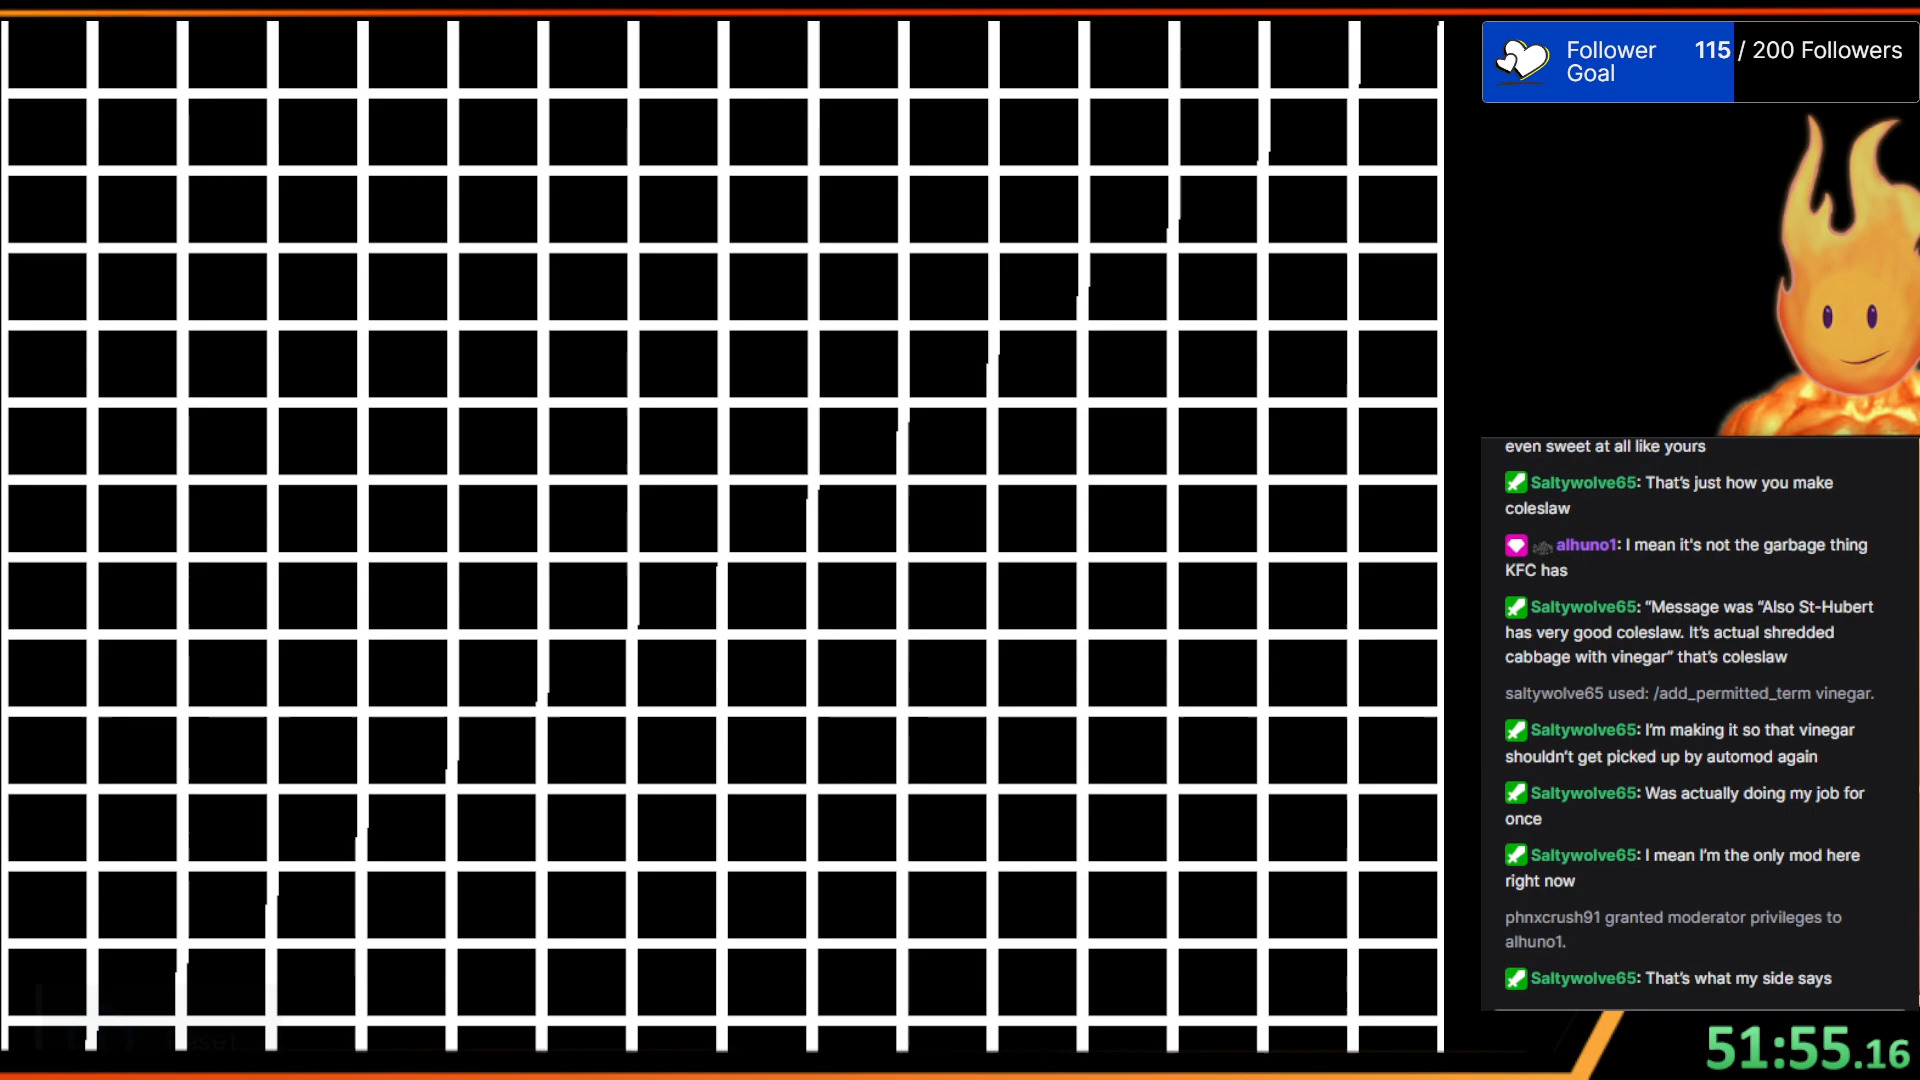 Follower 115 / 200 Followers
Goal
even sweet at all like yours
Saltywolve65: That's just how you make
coleslaw
alhuno1: I mean it's not the garbage thing
KFC has
Saltywolve65: “Message was “Also St-Hubert
has very good coleslaw. It’s actual shredded
cabbage with vinegar” that’s coleslaw
saltywolve65 used: /add_permitted_term vinegar.
Saltywolve65: I’m making it so that vinegar
shouldn’t get picked up by automod again
Saltywolve65: Was actually doing my job for
once
Saltywolve65: I mean I’m the only mod here
right now
phnxcrush91 granted moderator privileges to
alhuno1.
Saltywolve65: That’s what my side says
51:55.16